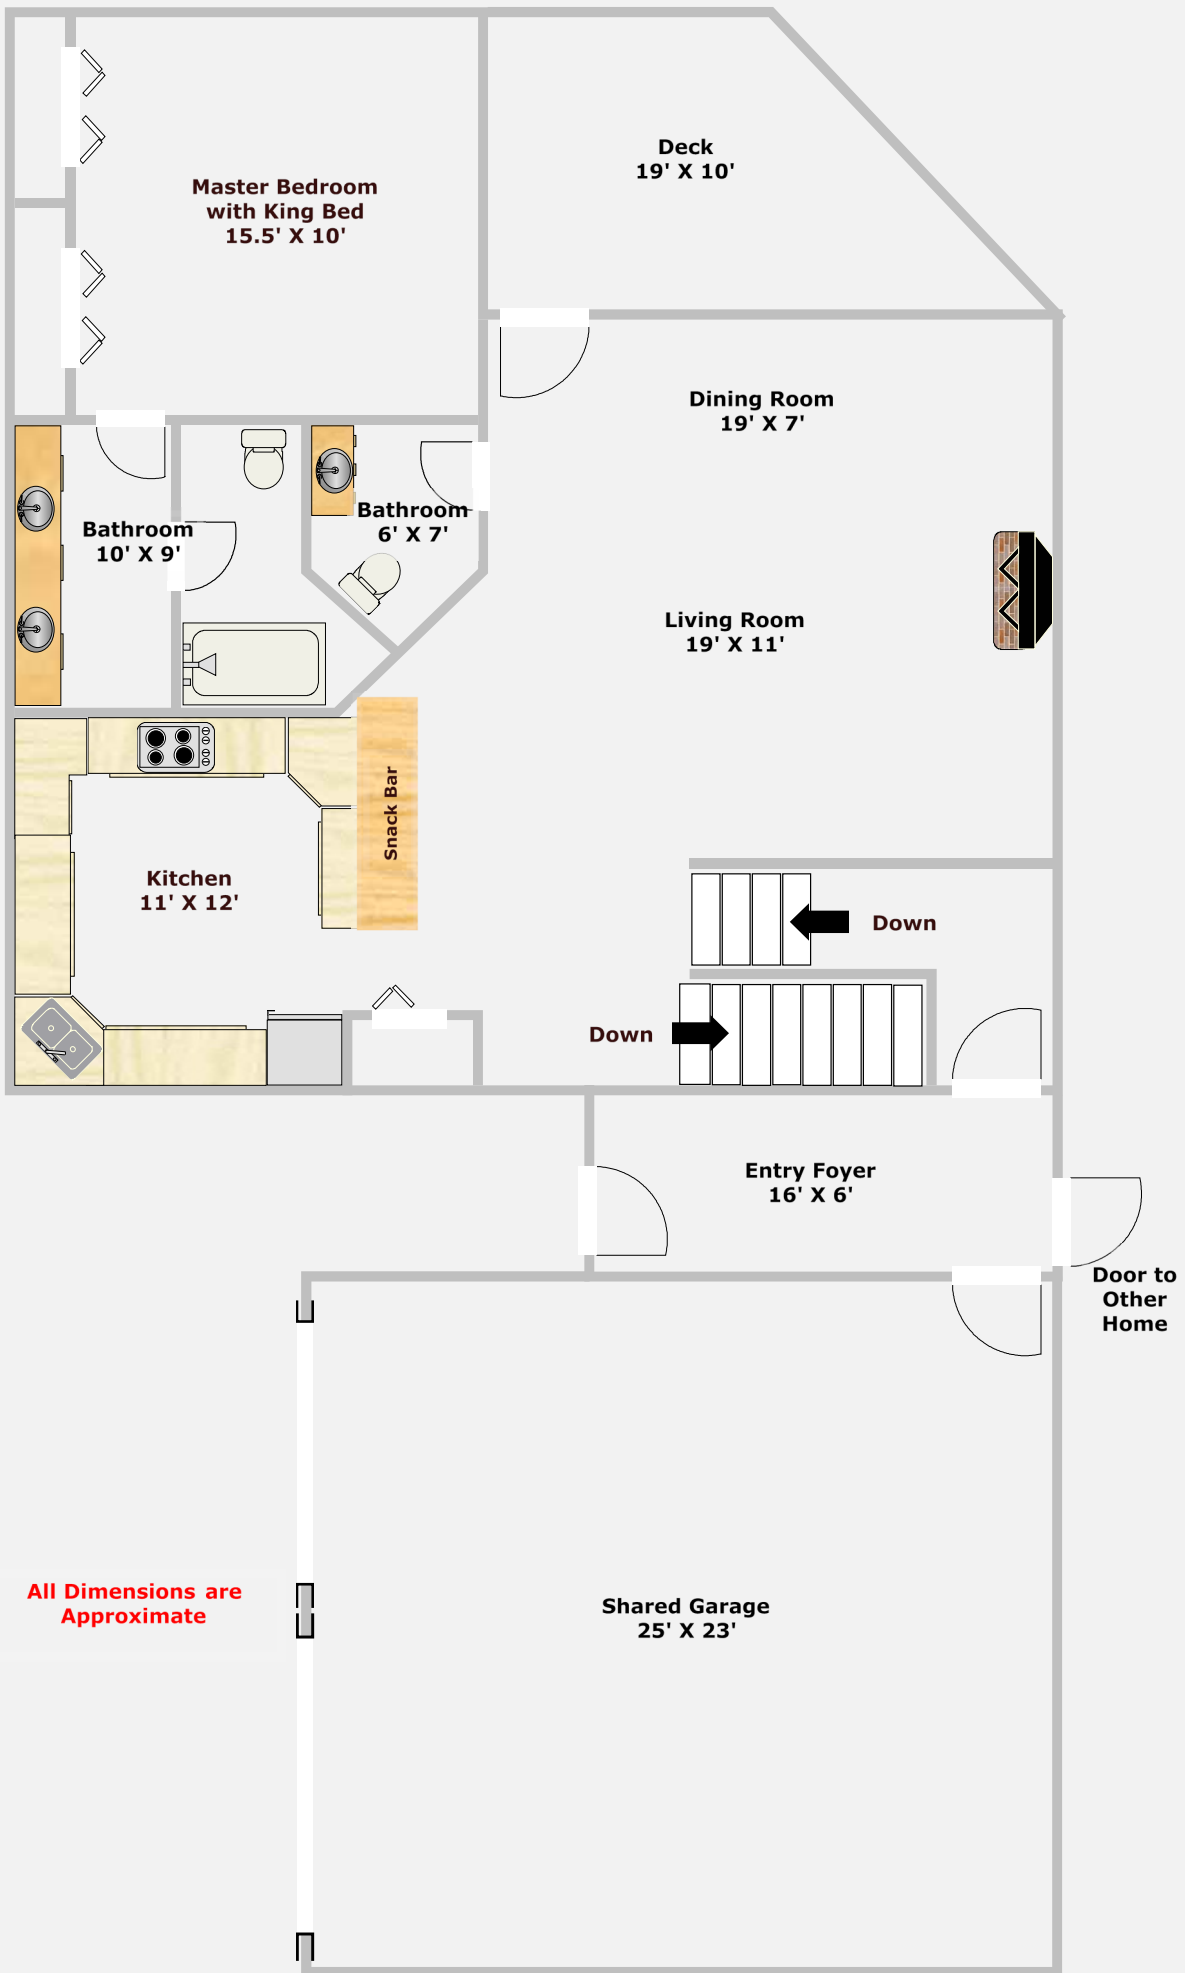 Deck
19' X 10'
Master Bedroom
with King Bed
15.5' X 10'
Dining Room
19' X 7'
Bathroom
6' X 7'
Bathroom
10' X 9'
Living Room
19' X 11'
Snack Bar
Kitchen
11' X 12'
Down
Down
Entry Foyer
16' X 6'
Door to
Other
Home
All Dimensions are
Approximate
Shared Garage
25' X 23'